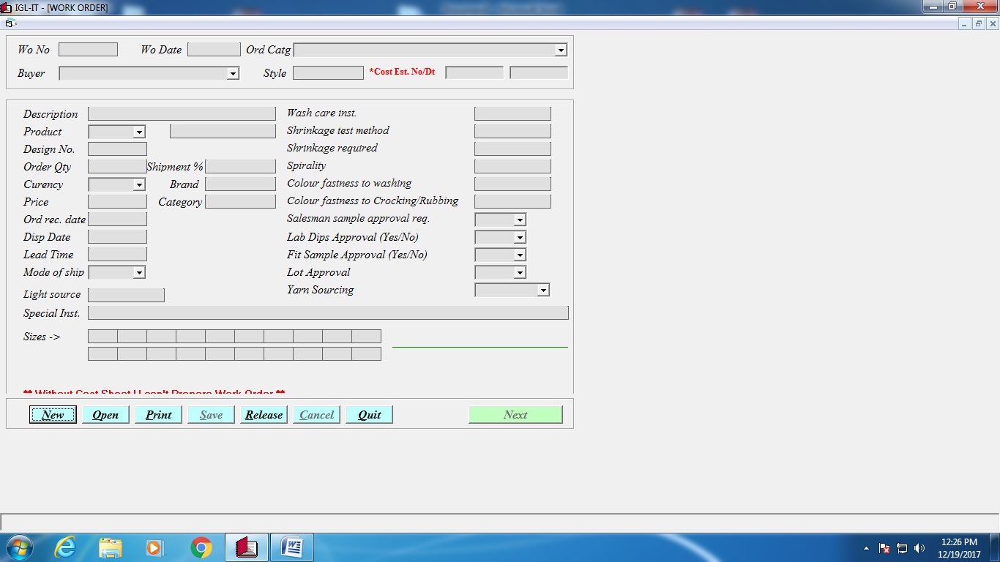 IGL-IT - [WORK ORDER]
Wo No Wo Date Ord Catg
Buyer Style *Cost Est. No/Dt
Description Wash care inst.
Product Shrinkage test method
Design No. Shrinkage required
Order Qty Shipment % Spirality
Curency Brand Colour fastness to washing
Price Category Colour fastness to Crocking/Rubbing
Ord rec. date Salesman sample approval req.
Disp Date Lab Dips Approval (Yes/No)
Lead Time Fit Sample Approval (Yes/No)
Mode of ship Lot Approval
Light source Yarn Sourcing
Special Inst.
Sizes ->
** Without Cost Sheet U can't Prepare Work Order **
New Open Print Save Release Cancel Quit Next
12:26 PM
12/19/2017